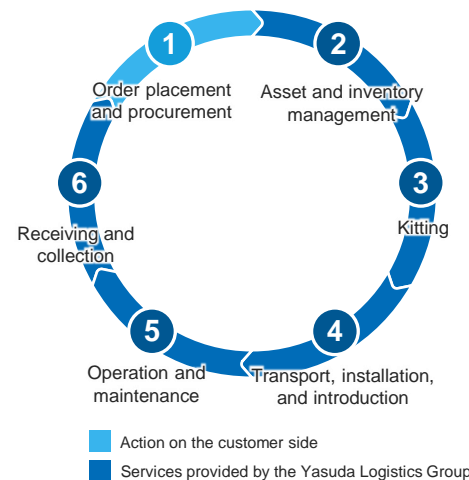 1
Order placement
and procurement
2
Asset and inventory
management
3
Kitting
4
Transport, installation,
and introduction
5
Operation and
maintenance
6
Receiving and
collection
Action on the customer side
Services provided by the Yasuda Logistics Group